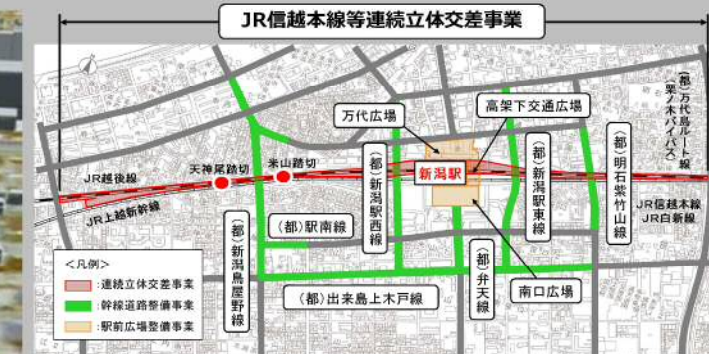 JR信越本線等連続立体交差事業
万代広場
高架下交通広場
(都)万代島ルート線
(栗ノ木バイパス)
天神尾踏切
米山踏切
JR越後線
新潟駅
(都)新潟駅西線
(都)新潟駅東線
(都)明石紫竹山線
JR上越新幹線
JR信越本線
JR白新線
(都)新潟鳥屋野線
(都)駅南線
(都)弁天線
南口広場
(都)出来島上木戸線
<凡例>
:連続立体交差事業
:幹線道路整備事業
:駅前広場整備事業